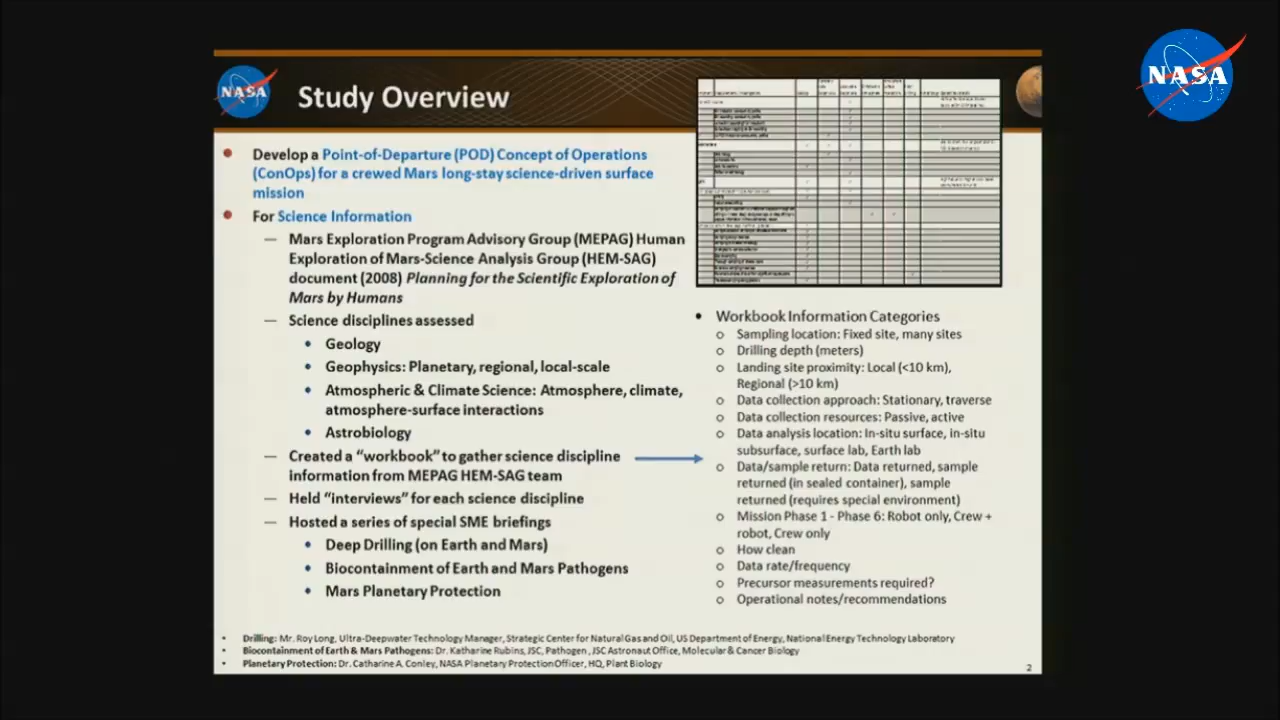 NASA
NASA
Study Overview
• Develop a Point-of-Departure (POD) Concept of Operations
(ConOps) for a crewed Mars long-stay science-driven surface
mission
• For Science Information
— Mars Exploration Program Advisory Group (MEPAG) Human
Exploration of Mars-Science Analysis Group (HEM-SAG)
document (2008) Planning for the Scientific Exploration of
Mars by Humans
— Science disciplines assessed
• Geology
• Geophysics: Planetary, regional, local-scale
• Atmospheric & Climate Science: Atmosphere, climate,
atmosphere-surface interactions
• Astrobiology
— Created a “workbook” to gather science discipline
information from MEPAG HEM-SAG team
— Held “interviews” for each science discipline
— Hosted a series of special SME briefings
• Deep Drilling (on Earth and Mars)
• Biocontainment of Earth and Mars Pathogens
• Mars Planetary Protection
• Workbook Information Categories
o Sampling location: Fixed site, many sites
o Drilling depth (meters)
o Landing site proximity: Local (<10 km),
Regional (>10 km)
o Data collection approach: Stationary, traverse
o Data collection resources: Passive, active
o Data analysis location: In-situ surface, in-situ
subsurface, surface lab, Earth lab
o Data/sample return: Data returned, sample
returned (in sealed container), sample
returned (requires special environment)
o Mission Phase 1 - Phase 6: Robot only, Crew +
robot, Crew only
o How clean
o Data rate/frequency
o Precursor measurements required?
o Operational notes/recommendations
• Drilling: Mr. Roy Long, Ultra-Deepwater Technology Manager, Strategic Center for Natural Gas and Oil, US Department of Energy, National Energy Technology Laboratory
• Biocontainment of Earth & Mars Pathogens: Dr. Katharine Rubins, JSC, Pathogen , JSC Astronaut Office, Molecular & Cancer Biology
• Planetary Protection: Dr. Catharine A. Conley, NASA Planetary Protection Officer, HQ, Plant Biology
2